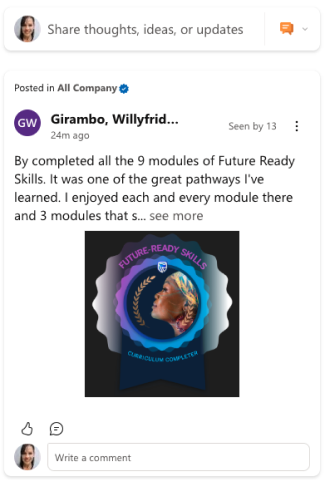 Share thoughts, ideas, or updates
Posted in All Company
GW
Girambo, Willyfrid...
24m ago
Seen by 13
By completed all the 9 modules of Future Ready
Skills. It was one of the great pathways I've
learned. I enjoyed each and every module there
and 3 modules that s... see more
FUTURE-READY SKILLS
CURRICULUM COMPLETER
Write a comment